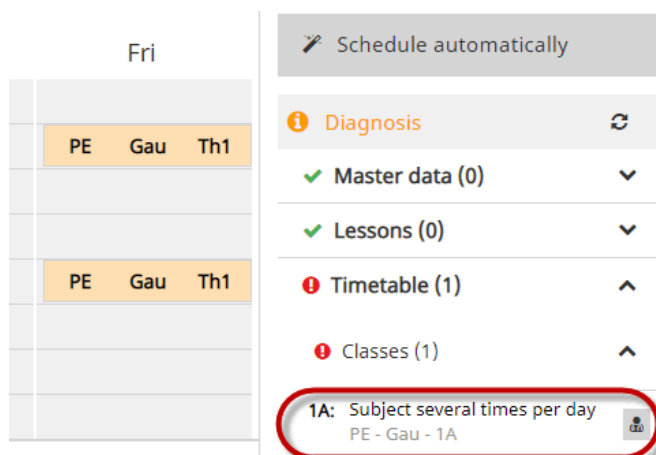 Fri
PE Gau Th1
PE Gau Th1
Schedule automatically
Diagnosis
Master data (0)
Lessons (0)
Timetable (1)
Classes (1)
1A: Subject several times per day
PE - Gau - 1A